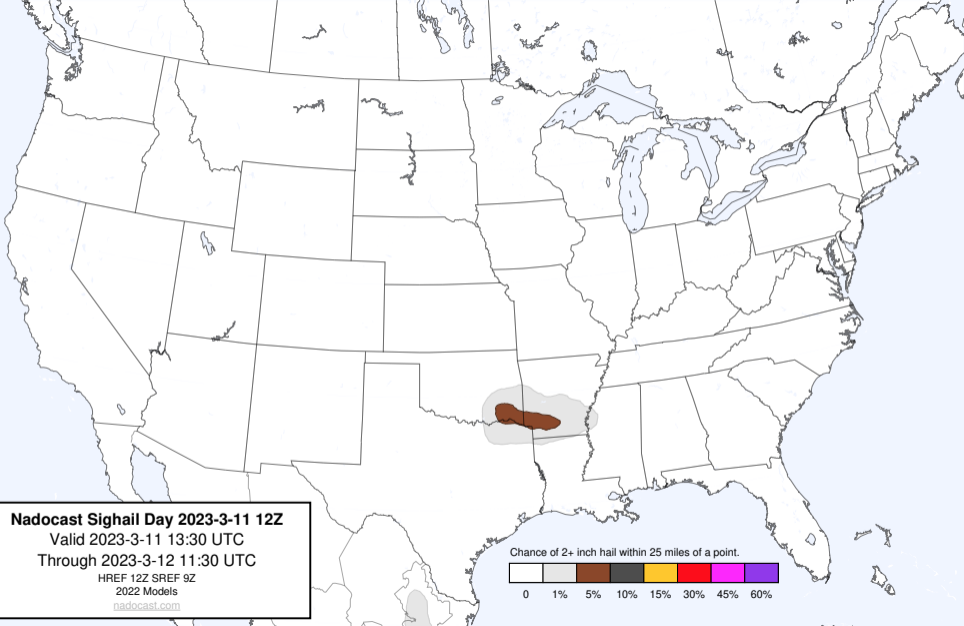 Nadocast Sighail Day 2023-3-11 12Z
Valid 2023-3-11 13:30 UTC
Through 2023-3-12 11:30 UTC
HREF 12Z SREF 9Z
2022 Models
nadocast.com
Chance of 2+ inch hail within 25 miles of a point.
0 1% 5% 10% 15% 30% 45% 60%